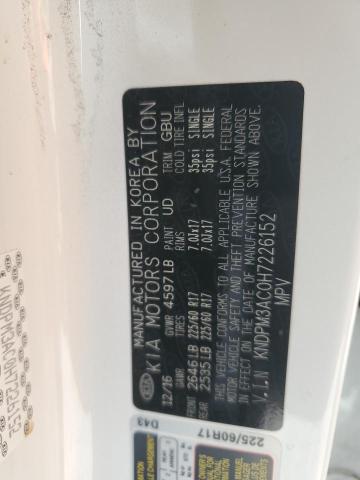 MANUFACTURED IN KOREA BY
KIA MOTORS CORPORATION
12/16 GVWR 4597LB PAINT UD TRIM GBU
GAWR TIRES RIMS COLD TIRE INFL
FRONT 2646LB 225/60 R17 7.0Jx17 35psi SINGLE
REAR 2535LB 225/60 R17 7.0Jx17 35psi SINGLE
THIS VEHICLE CONFORMS TO ALL APPLICABLE U.S.A. FEDERAL
MOTOR VEHICLE SAFETY AND THEFT PREVENTION STANDARDS
IN EFFECT ON THE DATE OF MANUFACTURE SHOWN ABOVE.
V.I.N KNDPM3AC0H7226152
MPV
D43
225/60R17